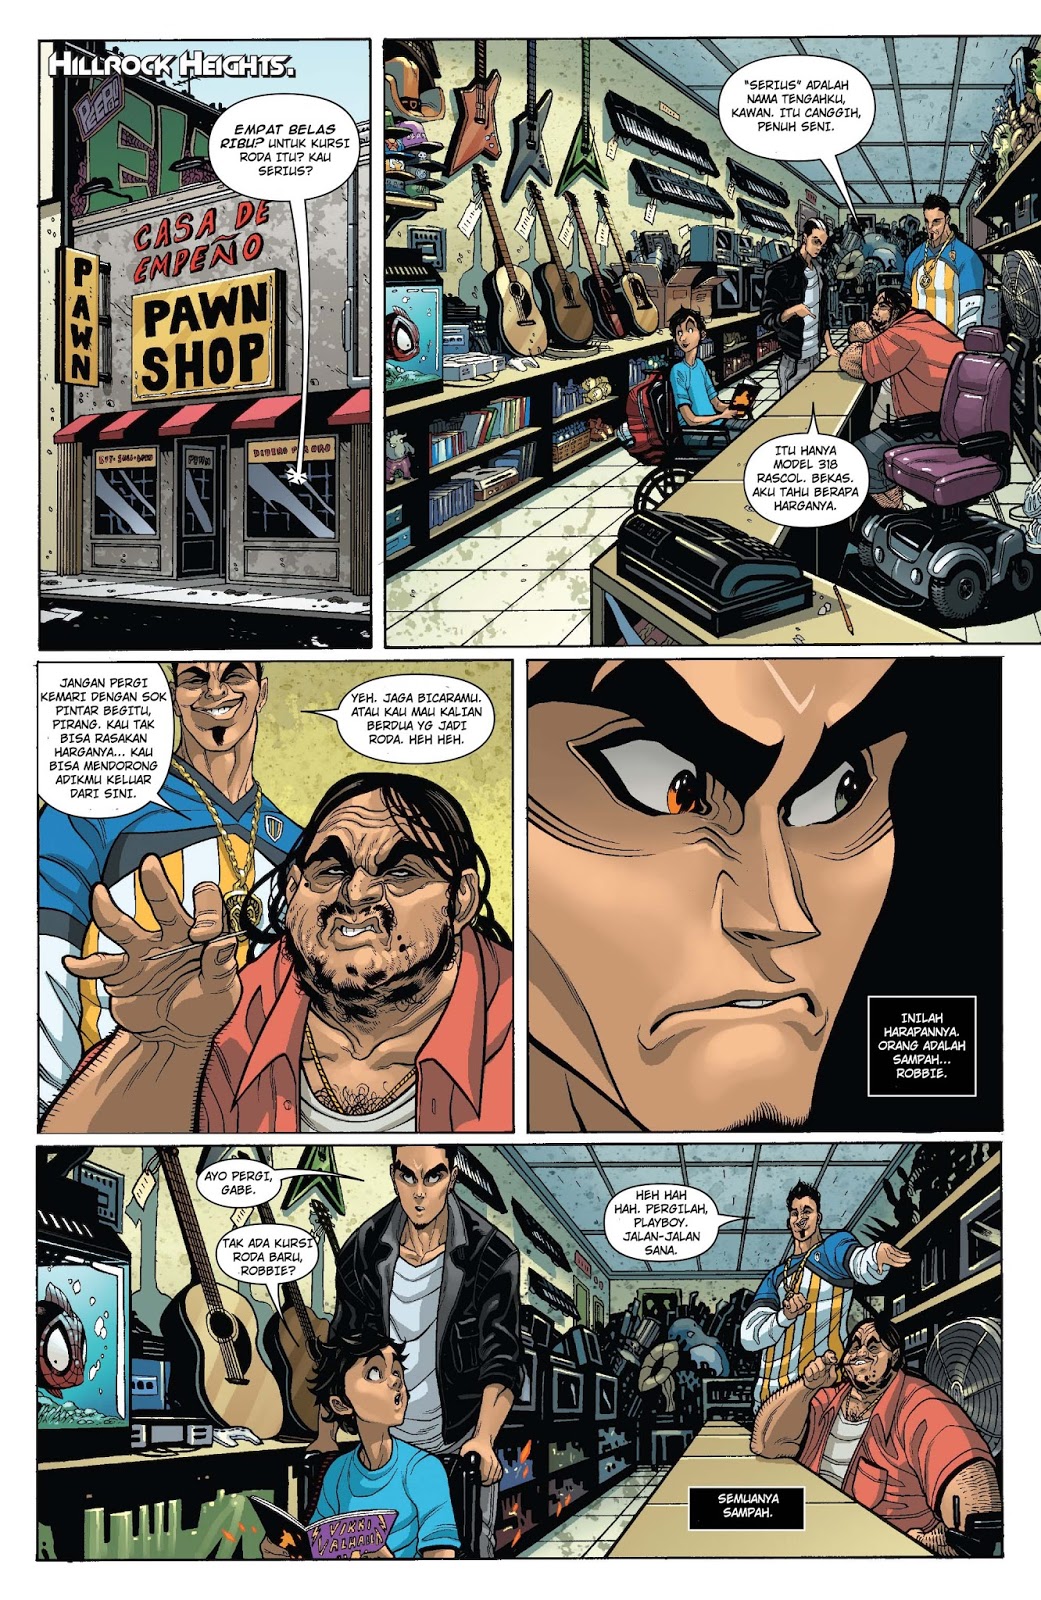 HILLROCK HEIGHTS.
EMPAT BELAS
RIBU? UNTUK KURSI
RODA ITU? KAU
SERIUS?
CASA DE
EMPEÑO
PAWN
PAWN
SHOP
"SERIUS" ADALAH
NAMA TENGAHKU,
KAWAN. ITU CANGGIH,
PENUH SENI.
ITU HANYA
MODEL 318
RASCOL. BEKAS.
AKU TAHU BERAPA
HARGANYA.
JANGAN PERGI
KEMARI DENGAN SOK
PINTAR BEGITU,
PIRANG. KAU TAK
BISA RASAKAN
HARGANYA... KAU
BISA MENDORONG
ADIKMU KELUAR
DARI SINI.
YEH. JAGA BICARAMU.
ATAU KAU MAU KALIAN
BERDUA YG JADI
RODA. HEH HEH.
INILAH
HARAPANNYA.
ORANG ADALAH
SAMPAH...
ROBBIE.
AYO PERGI,
GABE.
TAK ADA KURSI
RODA BARU,
ROBBIE?
HEH HAH
HAH. PERGILAH,
PLAYBOY.
JALAN-JALAN
SANA.
VIKKI
VALHALLA
SEMUANYA
SAMPAH.